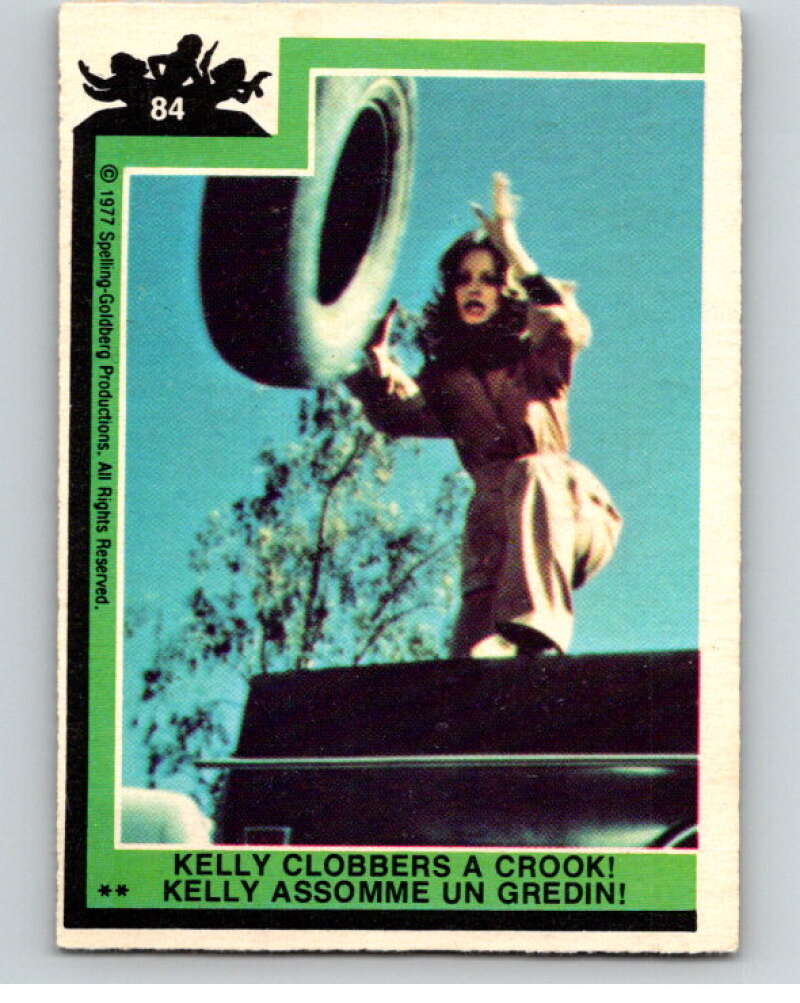 84
© 1977 Spelling-Goldberg Productions. All Rights Reserved.
KELLY CLOBBERS A CROOK!
** KELLY ASSOMME UN GREDIN!